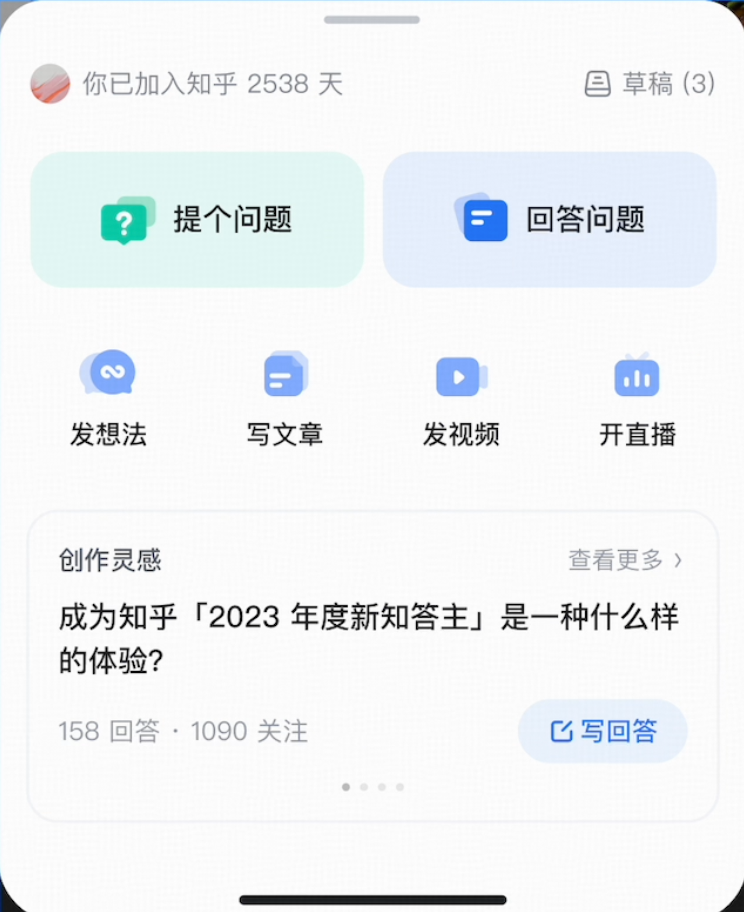 你已加入知乎 2538 天
草稿 (3)
提个问题
回答问题
发想法
写文章
发视频
开直播
创作灵感
查看更多 ›
成为知乎「2023 年度新知答主」是一种什么样
的体验?
158 回答 · 1090 关注
写回答